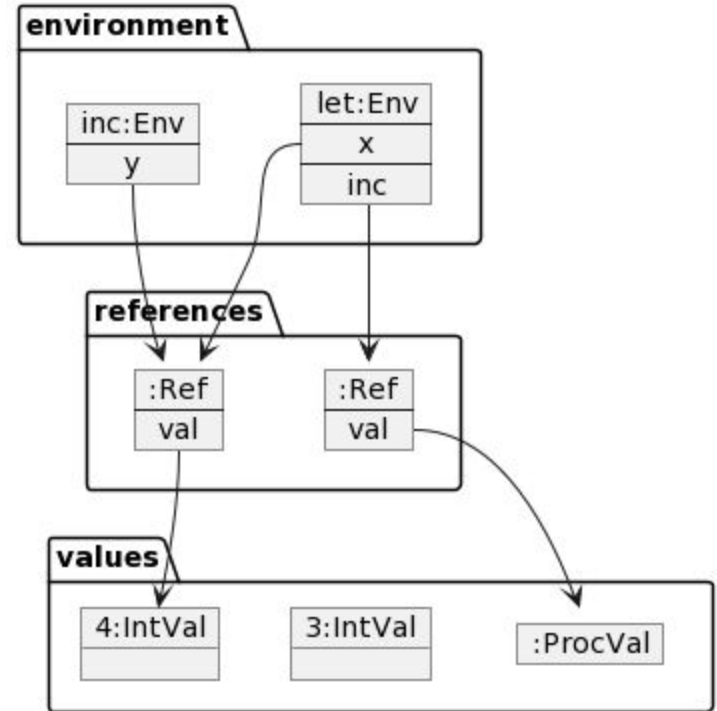 environment
inc:Env
y
let:Env
x
inc
references
:Ref
val
:Ref
val
values
4:IntVal
3:IntVal
:ProcVal